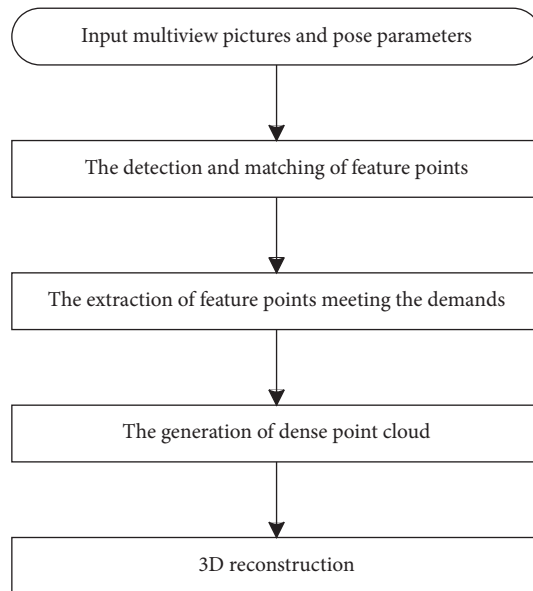 Input multiview pictures and pose parameters
The detection and matching of feature points
The extraction of feature points meeting the demands
The generation of dense point cloud
3D reconstruction